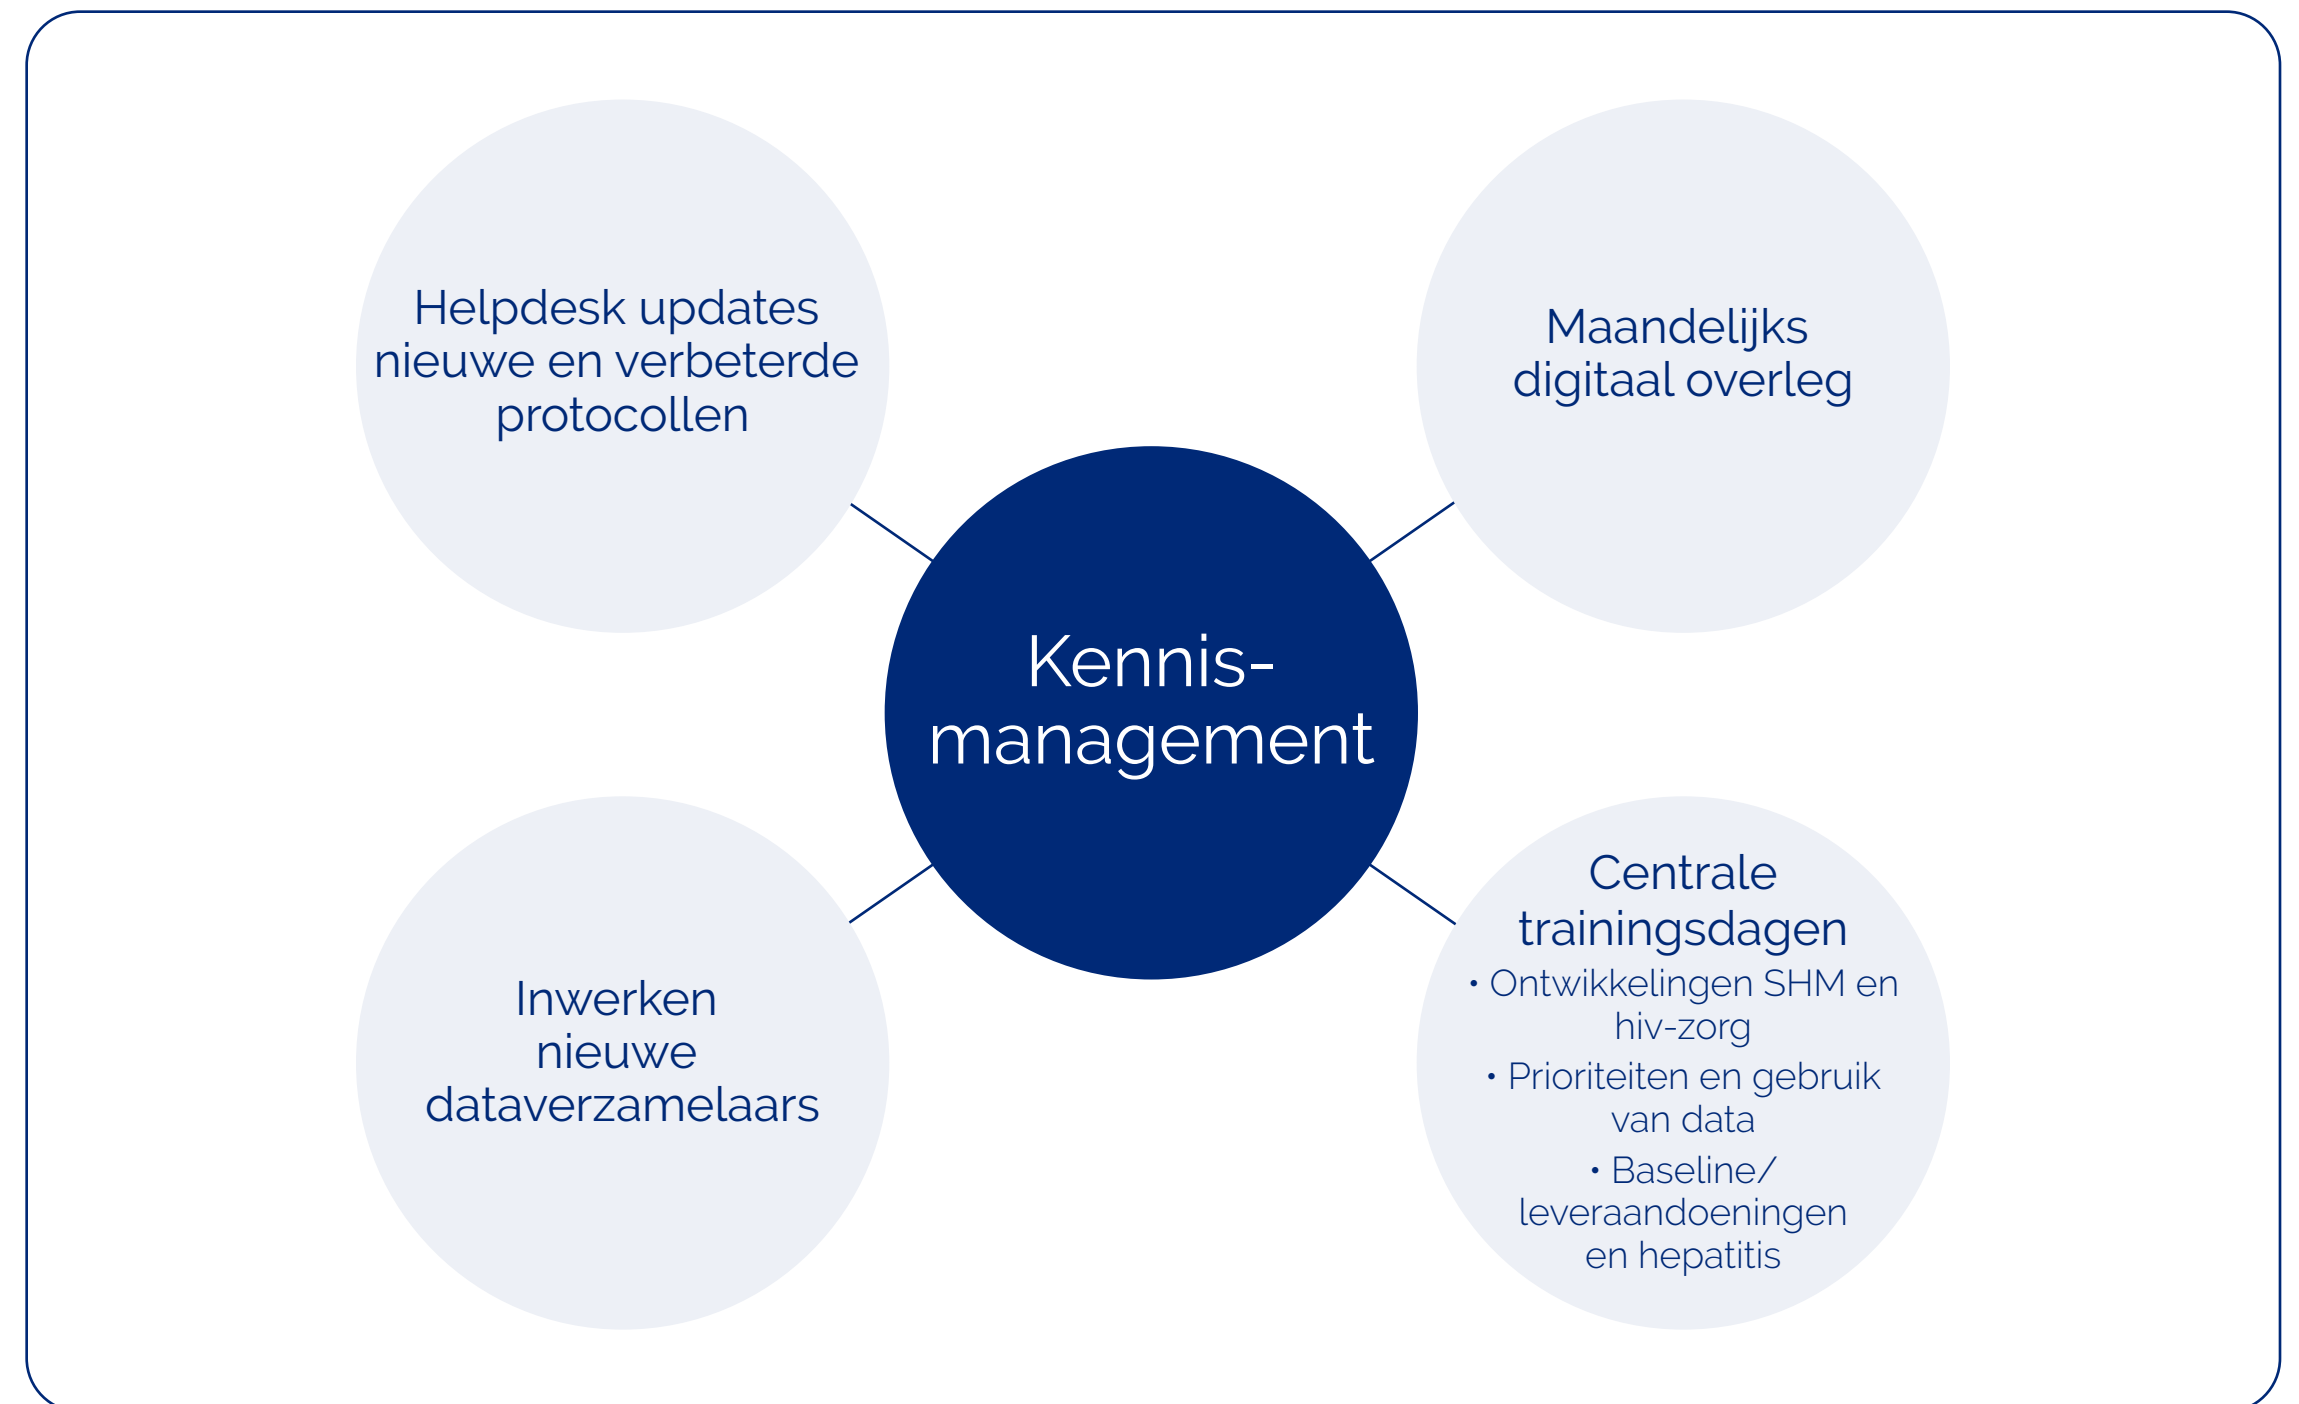 Helpdesk updates
nieuwe en verbeterde
protocollen
Maandelijks
digitaal overleg
Kennis-
management
Inwerken
nieuwe
dataverzamelaars
Centrale
trainingsdagen
• Ontwikkelingen SHM en
hiv-zorg
• Prioriteiten en gebruik
van data
• Baseline/
leveraandoeningen
en hepatitis